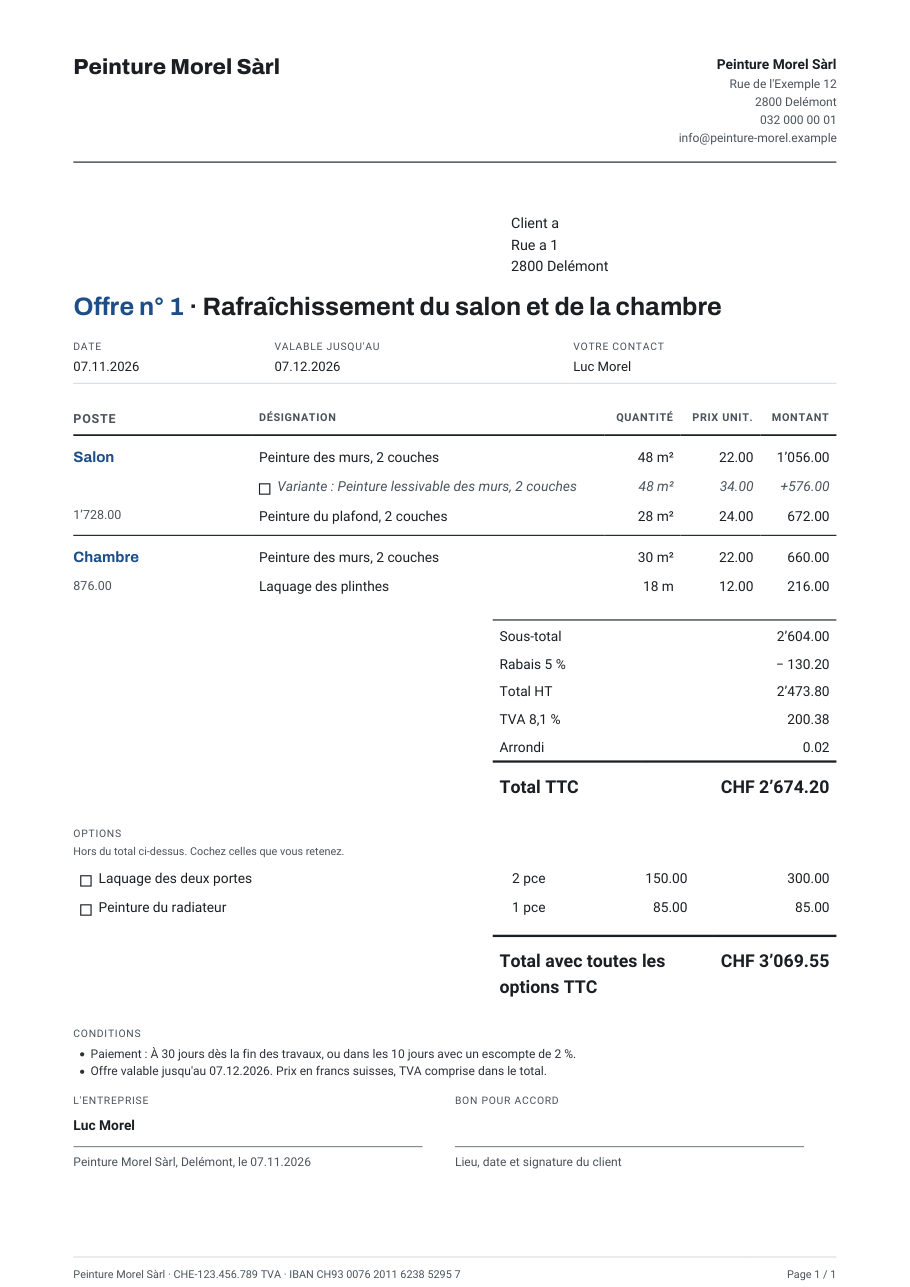 Peinture Morel Sàrl
Peinture Morel Sàrl
Rue de l'Exemple 12
2800 Delémont
032 000 00 01
info@peinture-morel.example
Client a
Rue a 1
2800 Delémont
Offre n° 1 · Rafraîchissement du salon et de la chambre
DATE VALABLE JUSQU'AU VOTRE CONTACT
07.11.2026 07.12.2026 Luc Morel
POSTE DÉSIGNATION QUANTITÉ PRIX UNIT. MONTANT
Salon Peinture des murs, 2 couches 48 m² 22.00 1’056.00
Variante : Peinture lessivable des murs, 2 couches 48 m² 34.00 +576.00
1’728.00 Peinture du plafond, 2 couches 28 m² 24.00 672.00
Chambre Peinture des murs, 2 couches 30 m² 22.00 660.00
876.00 Laquage des plinthes 18 m 12.00 216.00
Sous-total 2’604.00
Rabais 5 % − 130.20
Total HT 2’473.80
TVA 8,1 % 200.38
Arrondi 0.02
Total TTC CHF 2’674.20
OPTIONS
Hors du total ci-dessus. Cochez celles que vous retenez.
Laquage des deux portes 2 pce 150.00 300.00
Peinture du radiateur 1 pce 85.00 85.00
Total avec toutes les CHF 3’069.55
options TTC
CONDITIONS
• Paiement : À 30 jours dès la fin des travaux, ou dans les 10 jours avec un escompte de 2 %.
• Offre valable jusqu'au 07.12.2026. Prix en francs suisses, TVA comprise dans le total.
L'ENTREPRISE BON POUR ACCORD
Luc Morel
Peinture Morel Sàrl, Delémont, le 07.11.2026 Lieu, date et signature du client
Peinture Morel Sàrl · CHE-123.456.789 TVA · IBAN CH93 0076 2011 6238 5295 7 Page 1 / 1